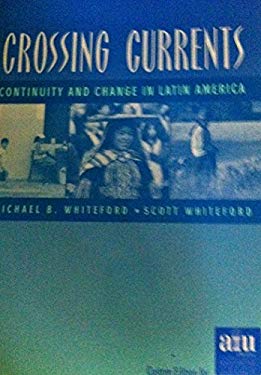 CROSSING CURRENTS
CONTINUITY AND CHANGE IN LATIN AMERICA
ICHAEL B. WHITEFORD • SCOTT WHITEFORD